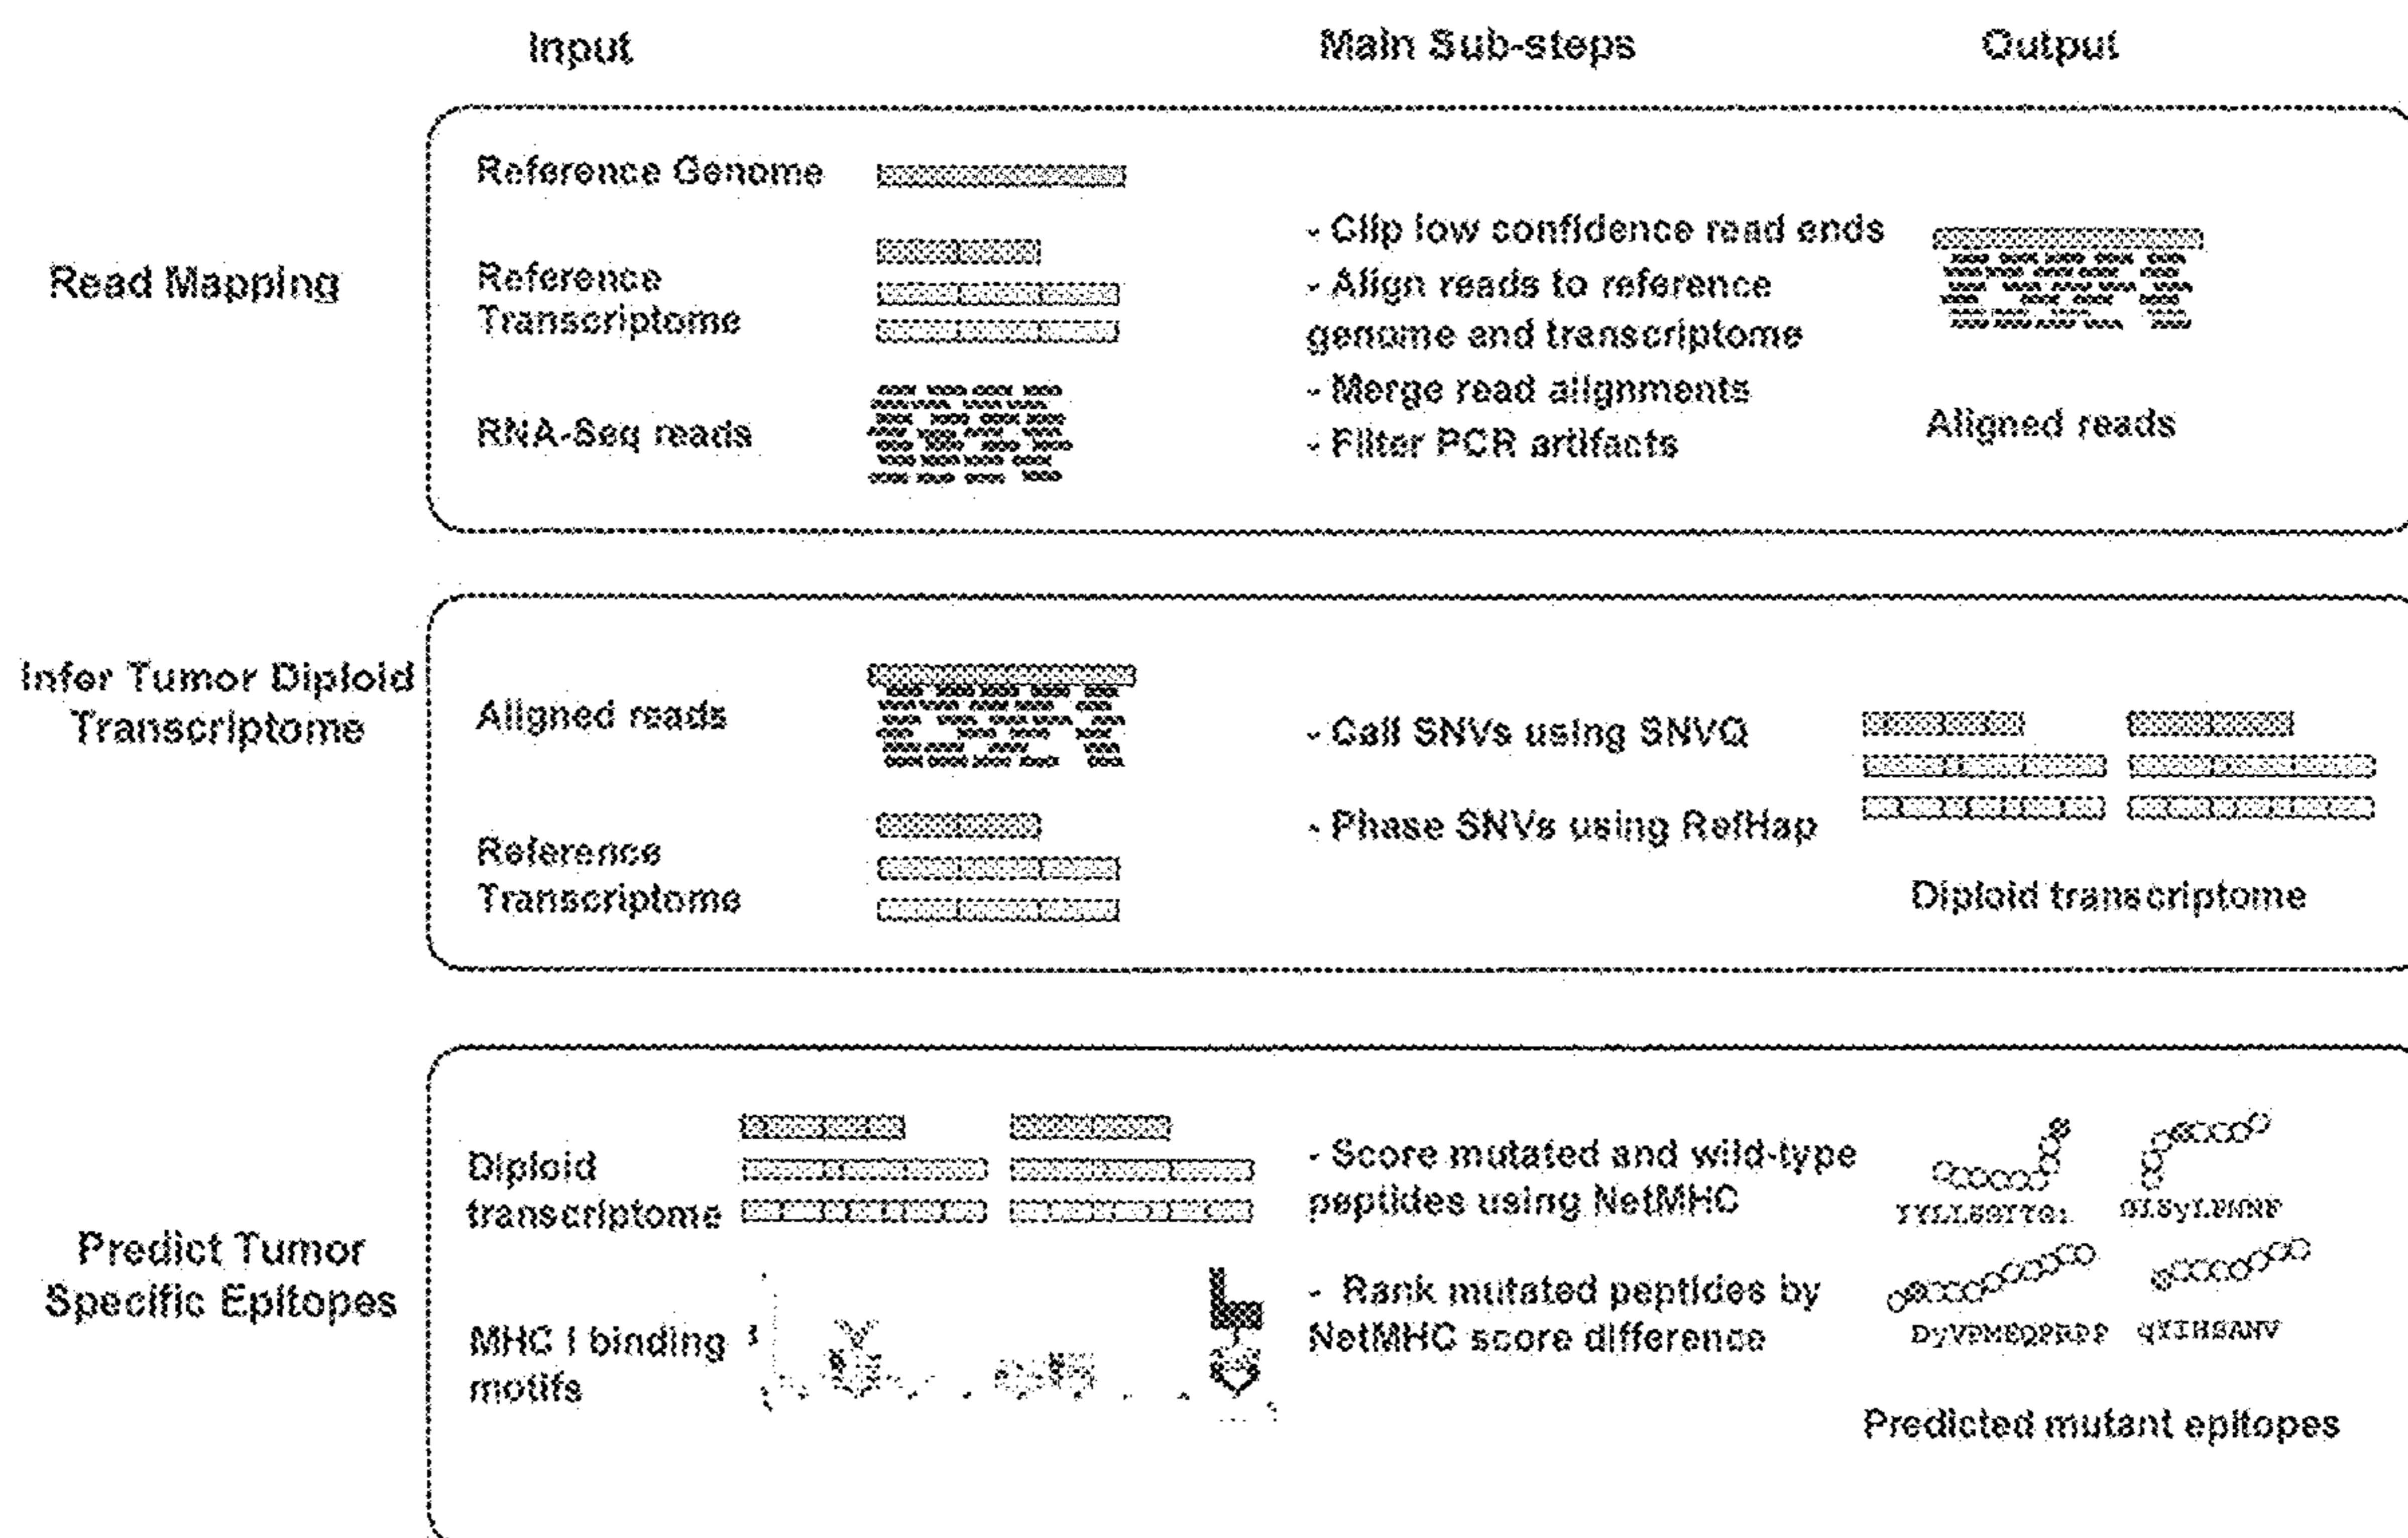 Input Main Sub-steps Output
Read Mapping
Reference Genome
Reference
Transcriptome
RNA-Seq reads
- Clip low confidence read ends
- Align reads to reference
genome and transcriptome
- Merge read alignments
- Filter PCR artifacts
Aligned reads
Infer Tumor Diploid
Transcriptome
Aligned reads
Reference
Transcriptome
- Call SNVs using SNVQ
- Phase SNVs using RefHap
Diploid transcriptome
Predict Tumor
Specific Epitopes
Diploid
transcriptome
MHC I binding
motifs
- Score mutated and wild-type
peptides using NetMHC
- Rank mutated peptides by
NetMHC score difference
qIIHSANV
Predicted mutant epitopes